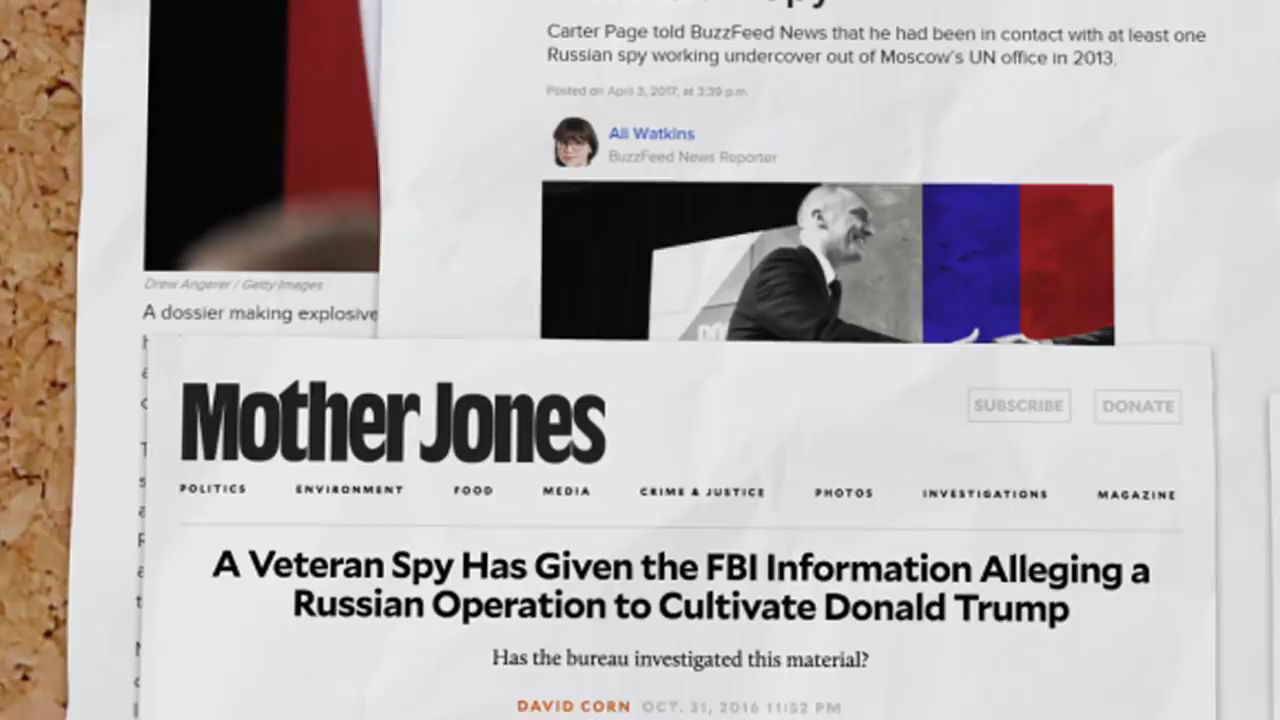 Carter Page told BuzzFeed News that he had been in contact with at least one
Russian spy working undercover out of Moscow's UN office in 2013.
Posted on April 3, 2017, at 3:39 p.m.
Ali Watkins
BuzzFeed News Reporter
Drew Angerer / Getty Images
A dossier making explosive
Mother Jones
SUBSCRIBE DONATE
POLITICS ENVIRONMENT FOOD MEDIA CRIME & JUSTICE PHOTOS INVESTIGATIONS MAGAZINE
A Veteran Spy Has Given the FBI Information Alleging a
Russian Operation to Cultivate Donald Trump
Has the bureau investigated this material?
DAVID CORN OCT. 31, 2016 11:52 PM